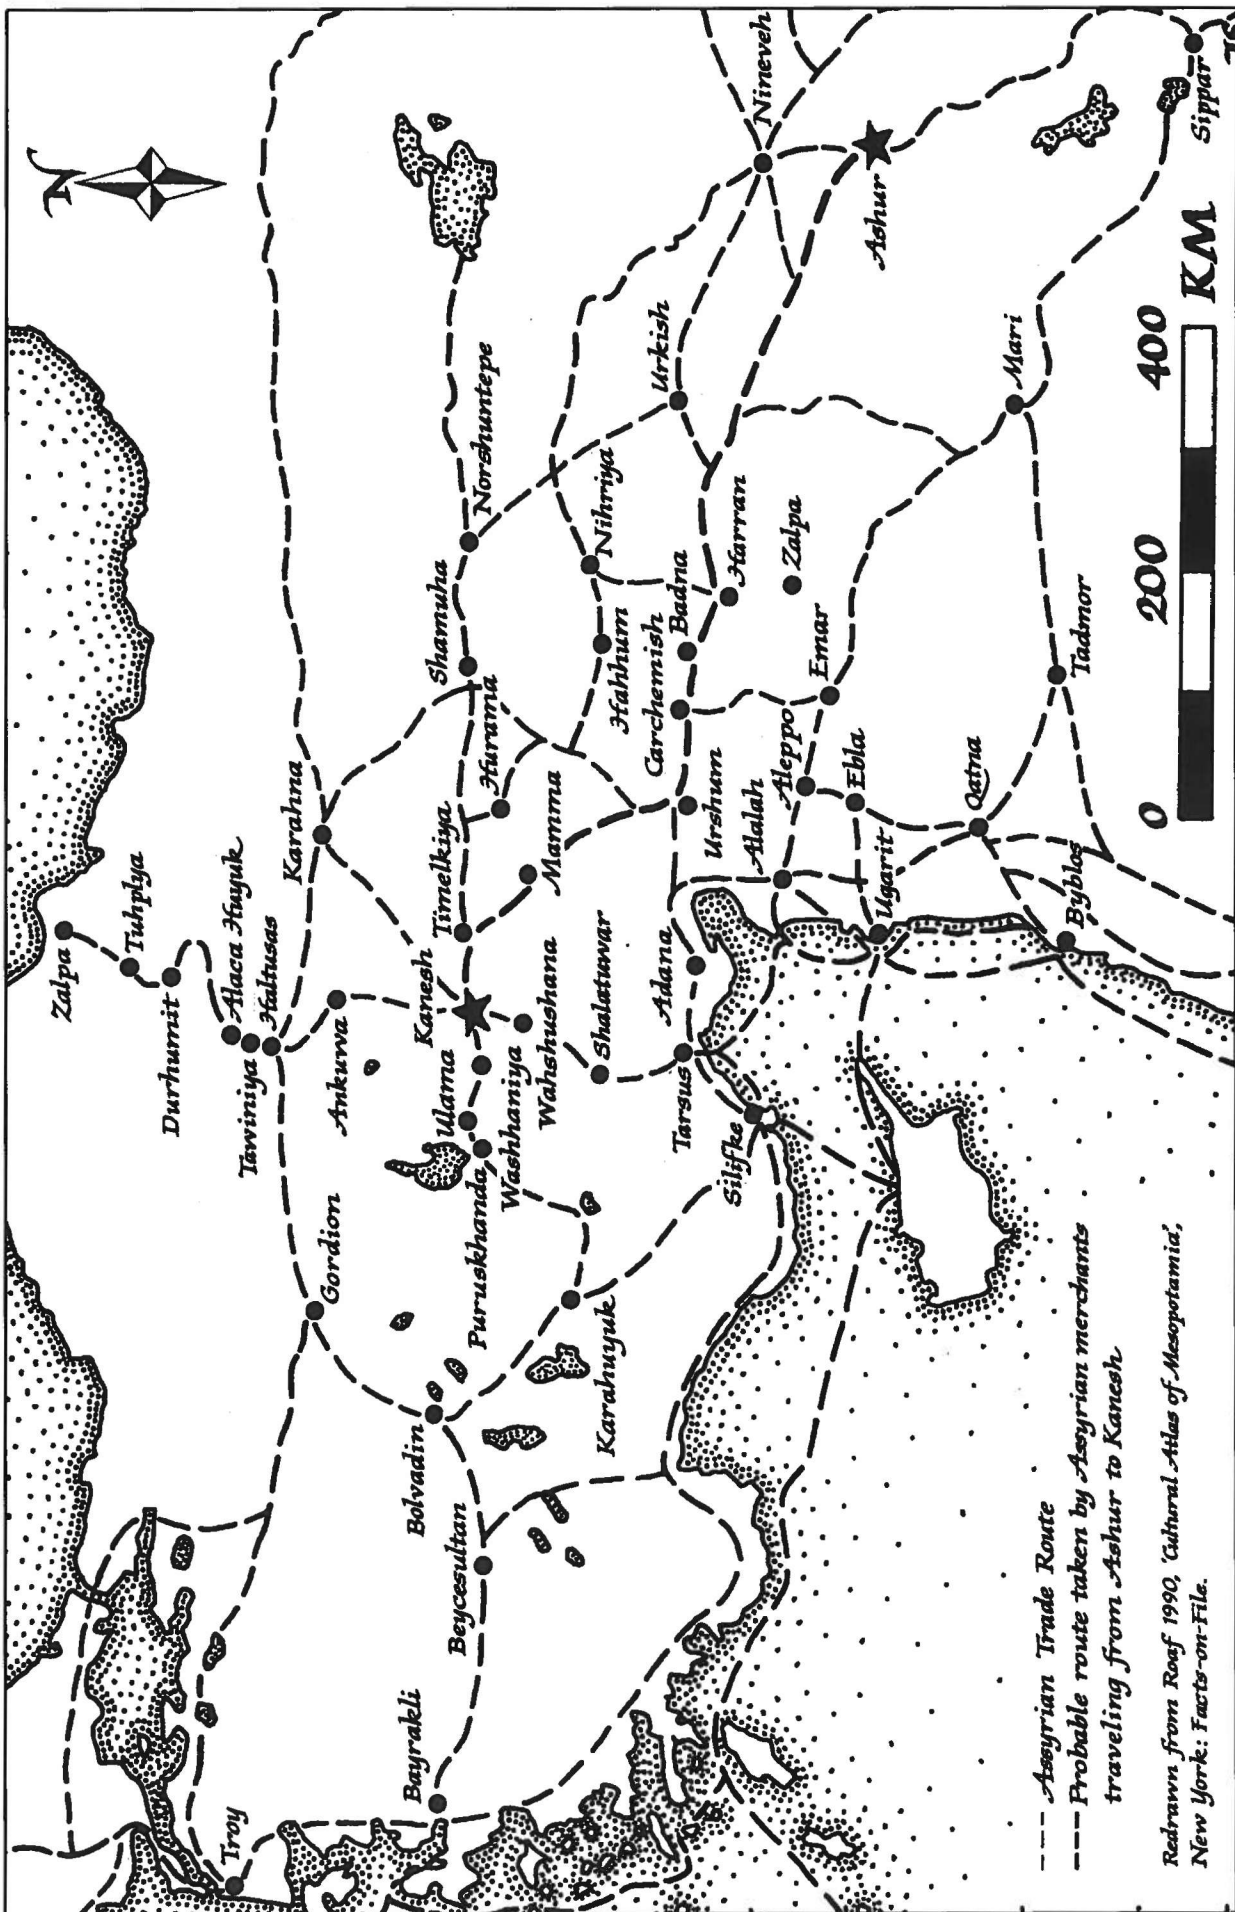 N
Zalpa
Tuhplya
Durhumit
Alaca Huyuk
Troy
Tawiniya
Haltusas
Karahna
Gordion
Ankuwa
Bayrakli
Bolvadin
Kanesh
Shamuha
Ulama
Timelkiya
Beycesultan
Puruskhanda
Hurama
Norshuntepe
Washhaniya
Wahshushana
Mamma
Shalatuwar
Karahuyuk
Nihriya
Hahhum
Carchemish
Adana
Urkish
Badna
Tarsus
Urshum
Silifke
Harran
Alalah
Nineveh
Aleppo
Zalpa
Emar
Ebla
Ashur
Ugarit
Qatna
Mari
Byblos
Tadmor
Assyrian Trade Route
Probable route taken by Assyrian merchants
traveling from Ashur to Kanesh
0 200 400
KM
Sippar
Redrawn from Roaf 1990, 'Cultural Atlas of Mesopotamia',
New York: Facts-on-File.